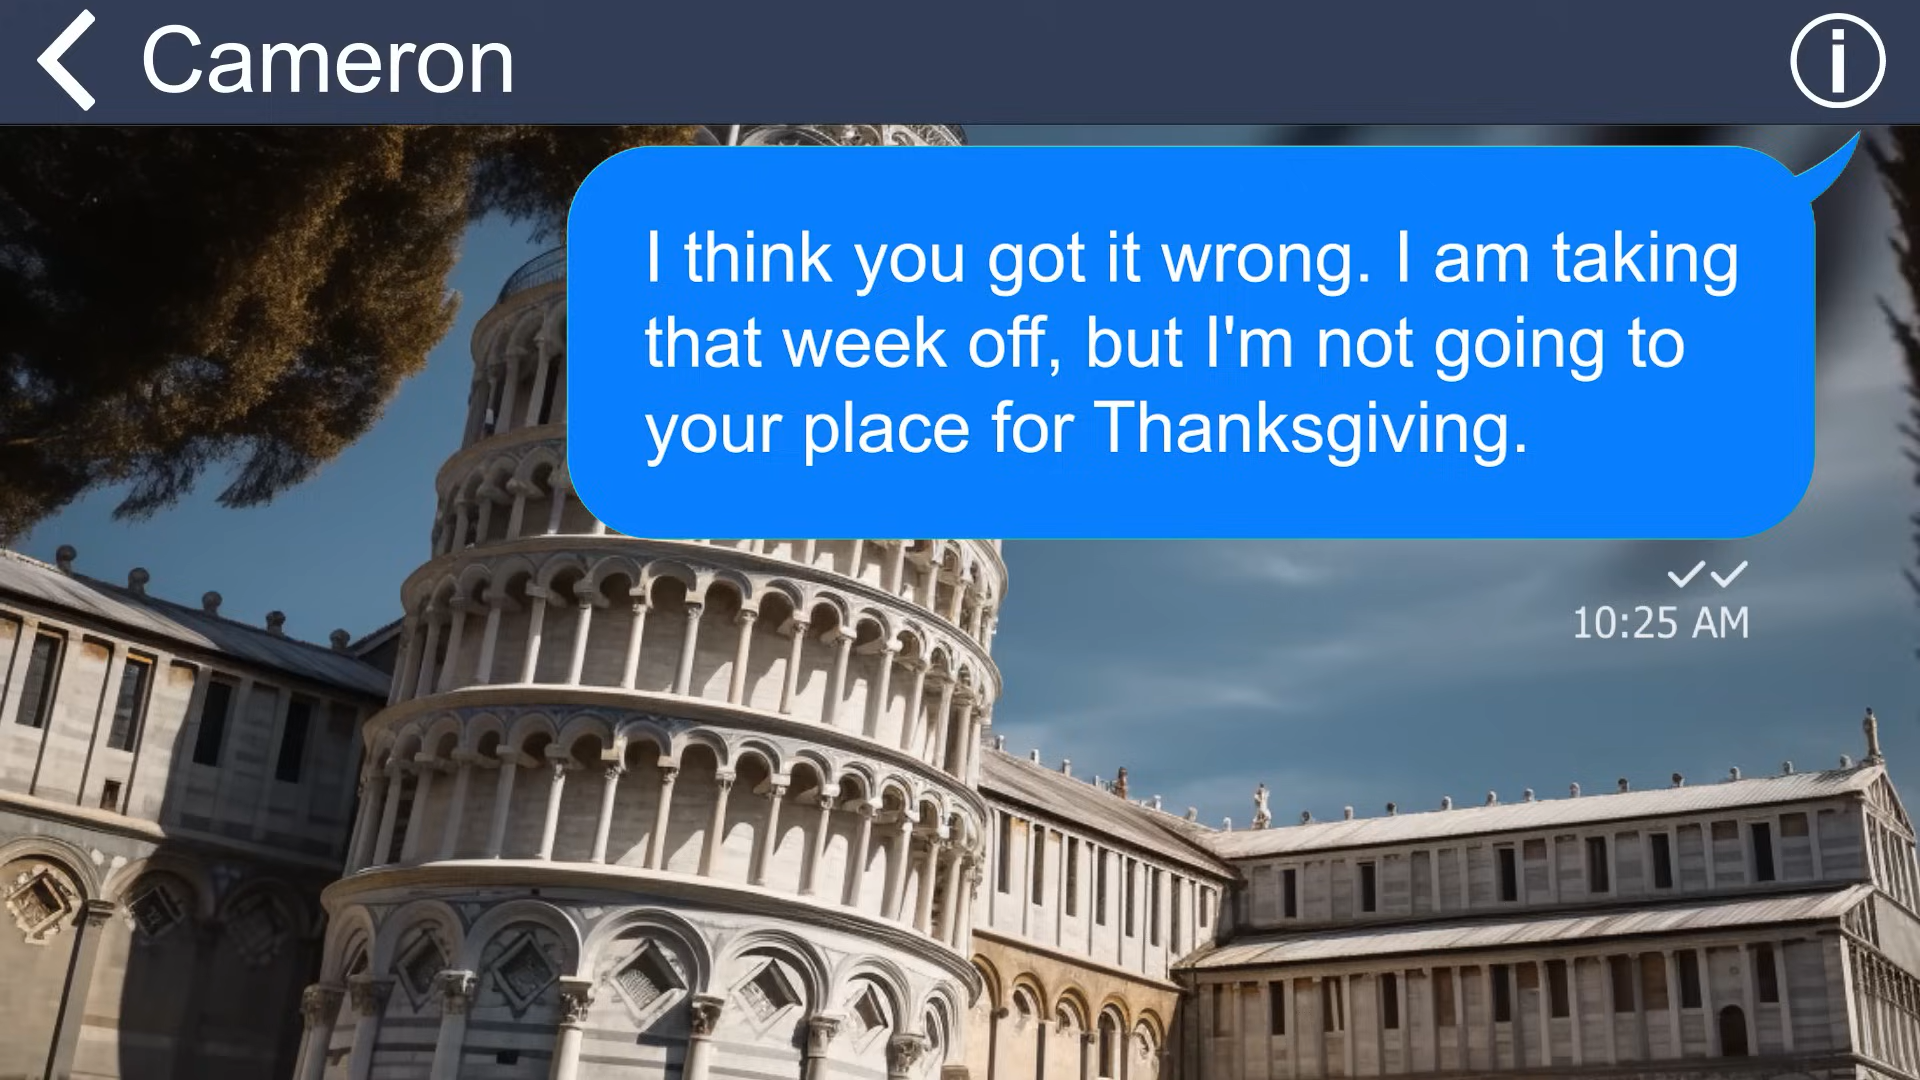 Cameron
I think you got it wrong. I am taking
that week off, but I'm not going to
your place for Thanksgiving.
10:25 AM